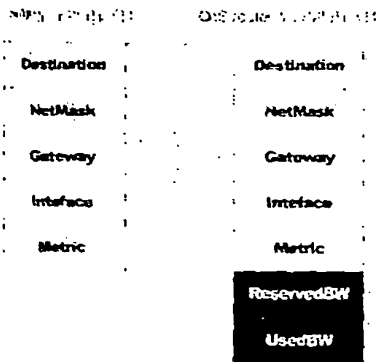 Destination
NetMask
Gateway
Inteface
Metric
Destination
NetMask
Gateway
Inteface
Metric
ReservedBW
UsedBW